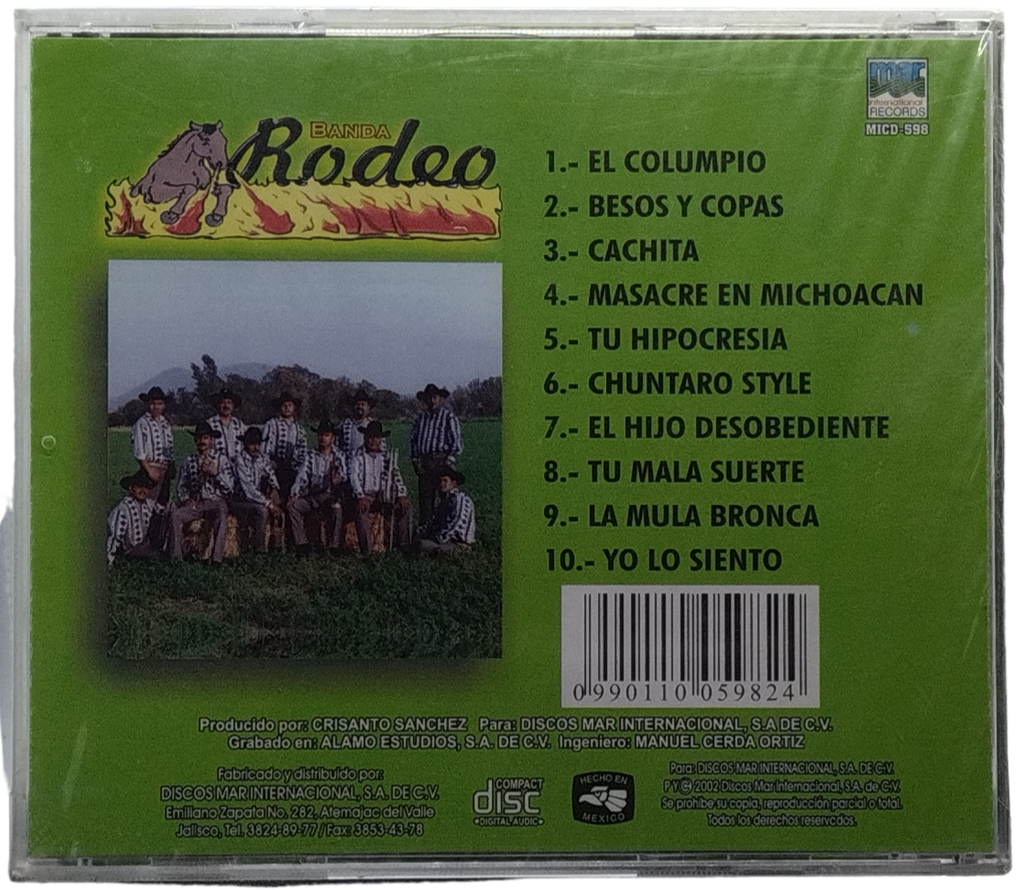 BANDA
Rodeo
mar
International
RECORDS
MICD-598
1.- EL COLUMPIO
2.- BESOS Y COPAS
3.- CACHITA
4.- MASACRE EN MICHOACAN
5.- TU HIPOCRESIA
6.- CHUNTARO STYLE
7.- EL HIJO DESOBEDIENTE
8.- TU MALA SUERTE
9.- LA MULA BRONCA
10.- YO LO SIENTO
0 990110 059824
Producido por: CRISANTO SANCHEZ Para: DISCOS MAR INTERNACIONAL, S.A DE C.V.
Grabado en: ALAMO ESTUDIOS, S.A. DE C.V. Ingeniero: MANUEL CERDA ORTIZ
Fabricado y distribuido por:
DISCOS MAR INTERNACIONAL, S.A. DE C.V.
Emiliano Zapata No. 282, Atemajac del Valle
Jalisco, Tel. 3824-89-77 / Fax: 3853-43-78
COMPACT
disc
DIGITAL AUDIO
HECHO EN
MEXICO
Para: DISCOS MAR INTERNACIONAL, S.A. DE C.V.
P Y © 2002 Discos Mar Internacional, S.A. DE C.V.
Se prohibe su copia, reproducción parcial o total.
Todos los derechos reservcdos.